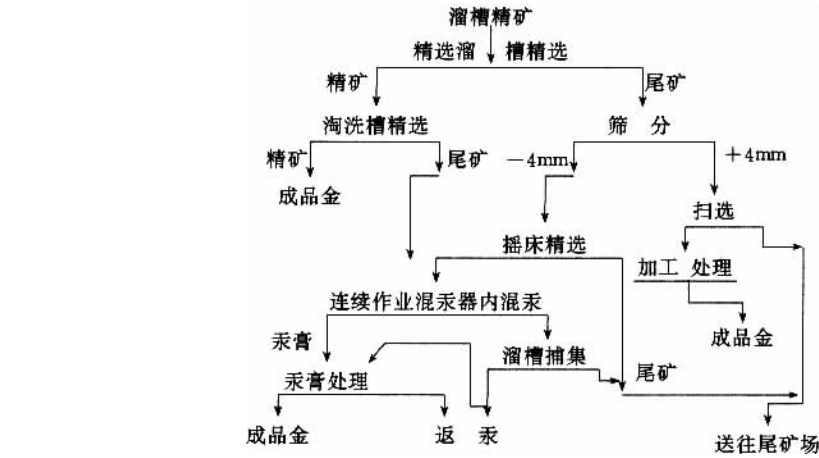 溜槽精矿
精选溜 槽精选
精矿 尾矿
淘洗槽精选 筛 分
精矿 尾矿 －4mm ＋4mm
成品金
扫选
摇床精选
加工 处理
连续作业混汞器内混汞
成品金
汞膏
溜槽捕集
尾矿
汞膏处理
成品金 返 汞
送往尾矿场